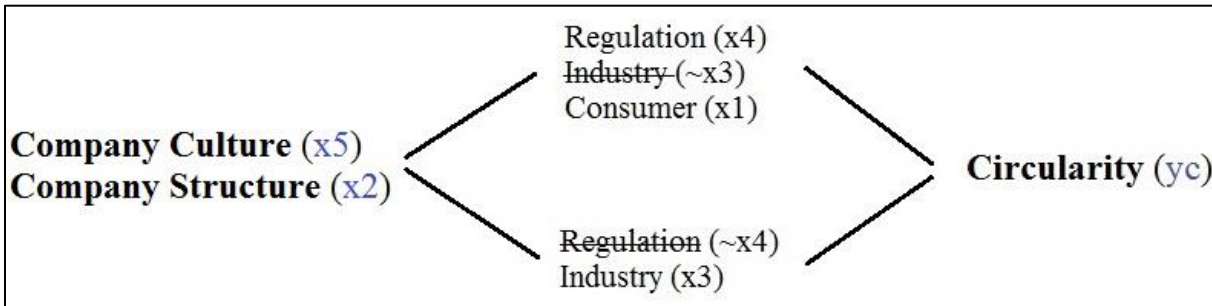 Regulation (x4)
Industry (~x3)
Consumer (x1)
Company Culture (x5)
Company Structure (x2)
Circularity (yc)
Regulation (~x4)
Industry (x3)